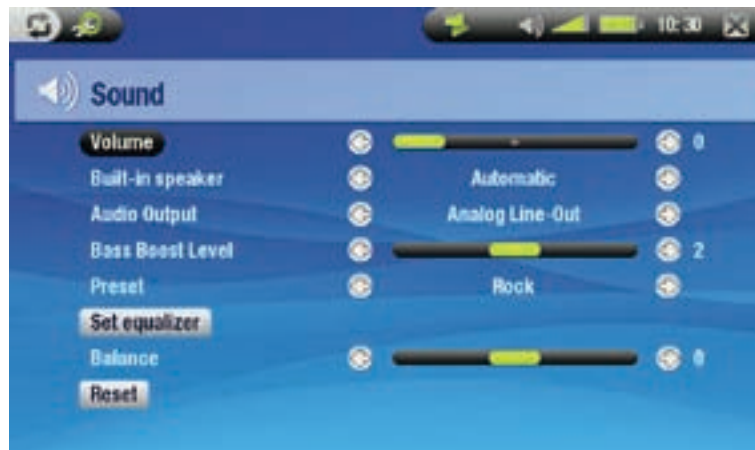 10:30
Sound
Volume 0
Built-in speaker Automatic
Audio Output Analog Line-Out
Bass Boost Level 2
Preset Rock
Set equalizer
Balance 0
Reset